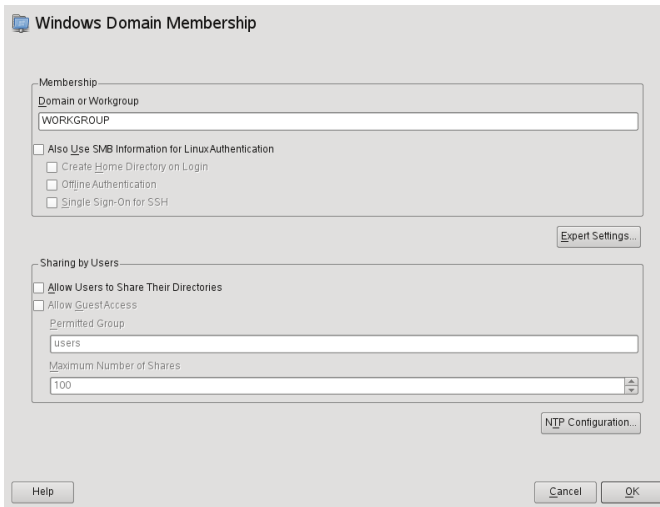 Windows Domain Membership
Membership
Domain or Workgroup
WORKGROUP
Also Use SMB Information for Linux Authentication
Create Home Directory on Login
Offline Authentication
Single Sign-On for SSH
Expert Settings...
Sharing by Users
Allow Users to Share Their Directories
Allow Guest Access
Permitted Group
users
Maximum Number of Shares
100
NTP Configuration...
Help
Cancel
OK